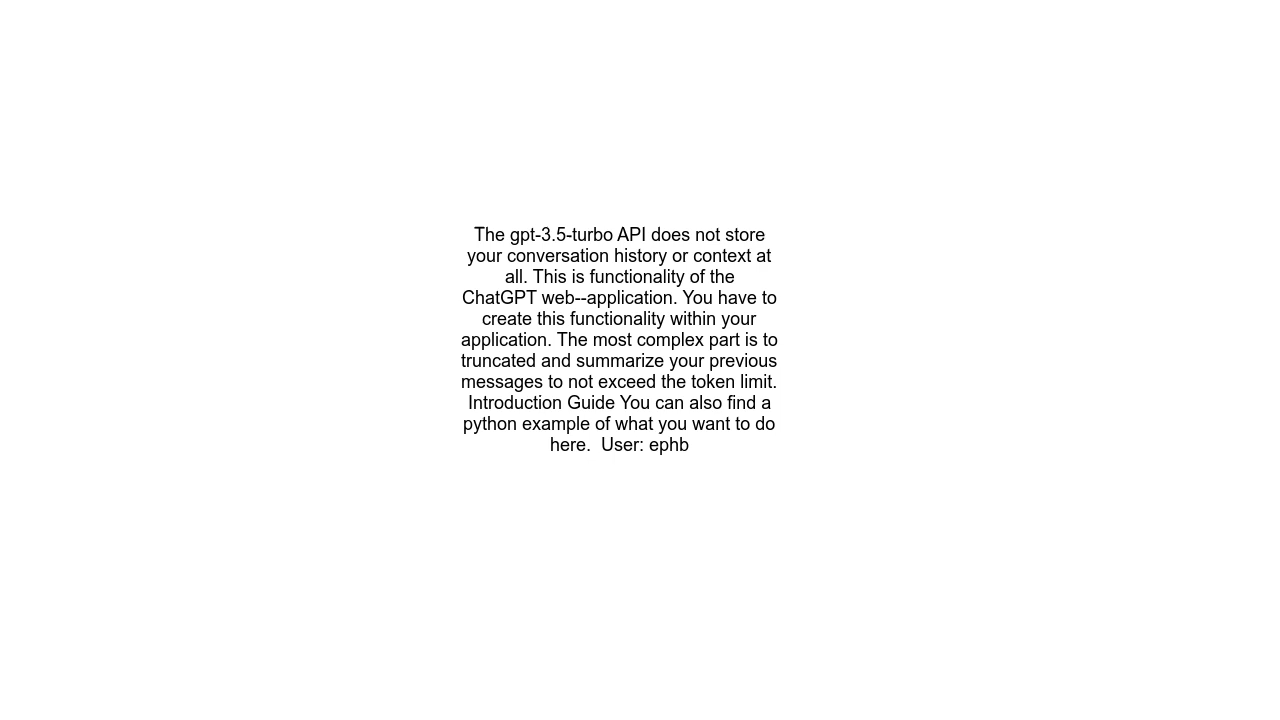 The gpt-3.5-turbo API does not store
your conversation history or context at
all. This is functionality of the
ChatGPT web--application. You have to
create this functionality within your
application. The most complex part is to
truncated and summarize your previous
messages to not exceed the token limit.
Introduction Guide You can also find a
python example of what you want to do
here.  User: ephb